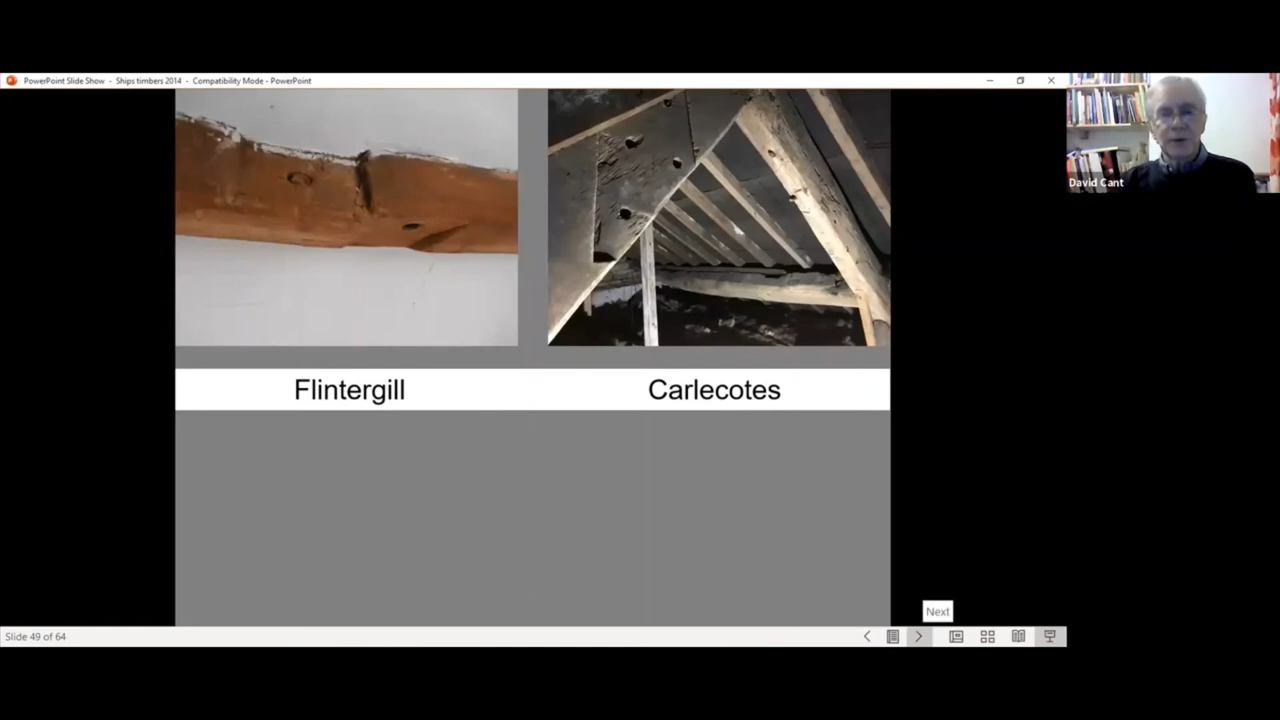 PowerPoint Slide Show - Ships timbers 2014 - Compatibility Mode - PowerPoint
David Cant
Flintergill
Carlecotes
Next
Slide 49 of 64